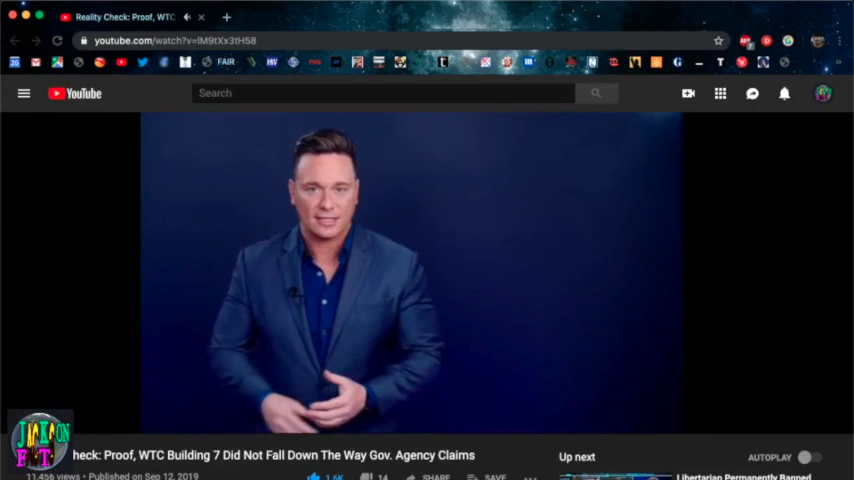 Reality Check: Proof, WTC
youtube.com/watch?v=lM9tXx3tH58
20
FAIR
YouTube
Search
JACKSON
heck: Proof, WTC Building 7 Did Not Fall Down The Way Gov. Agency Claims
Up next
AUTOPLAY
11,456 views • Published on Sep 12, 2019
1.6K
14
SHARE
SAVE
Libertarian Permanently Banned